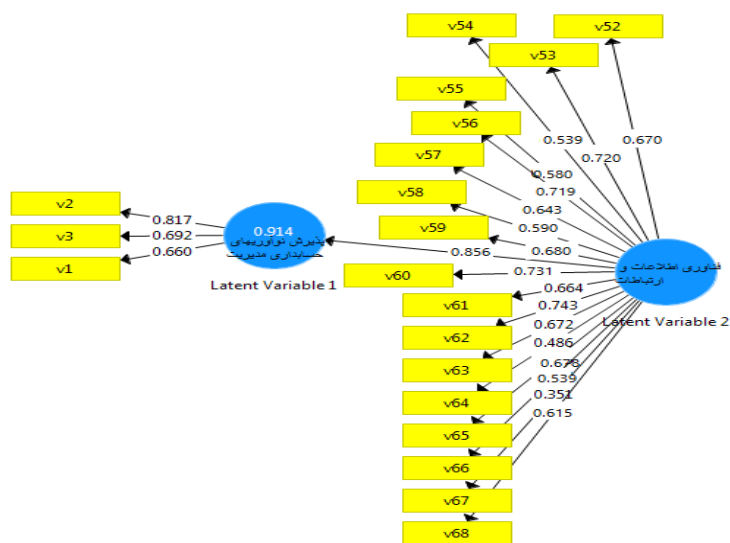 v54
v52
v53
v55
v56
v57
v58
v59
v60
v61
v62
v63
v64
v65
v66
v67
v68
0.539
0.720
0.670
0.580
0.719
0.643
0.590
0.680
0.856
0.731
0.664
0.743
0.672
0.486
0.678
0.539
0.351
0.615
v2
v3
v1
0.817
0.692
0.660
0.914
پذیرش نوآوریهای
حسابداری مدیریت
Latent Variable 1
فناوری اطلاعات و
ارتباطات
Latent Variable 2